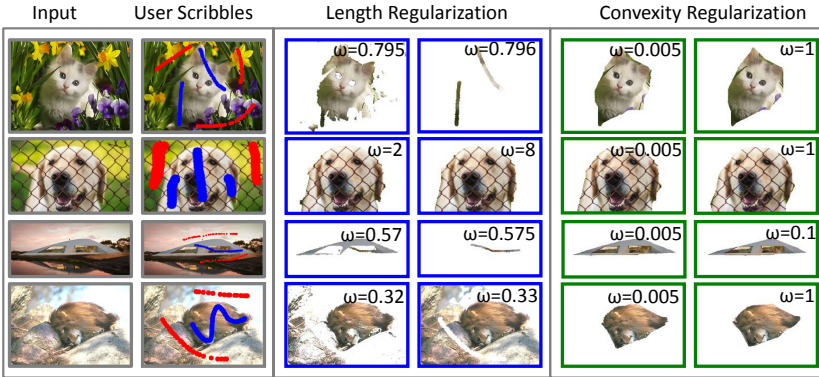 Input User Scribbles Length Regularization Convexity Regularization
ω=0.795 ω=0.796 ω=0.005 ω=1
ω=2 ω=8 ω=0.005 ω=1
ω=0.57 ω=0.575 ω=0.005 ω=0.1
ω=0.32 ω=0.33 ω=0.005 ω=1